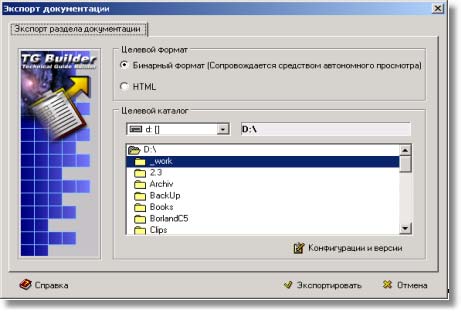 Экспорт документации
Экспорт раздела документации
TG Builder
Technical Guide Builder
Целевой формат
Бинарный формат (Сопровождается средством автономного просмотра)
HTML
Целевой каталог
d: []
D:\
D:\
_work
2.3
Archiv
BackUp
Books
BorlandC5
Clips
Конфигурации и версии
Справка
Экспортировать
Отмена